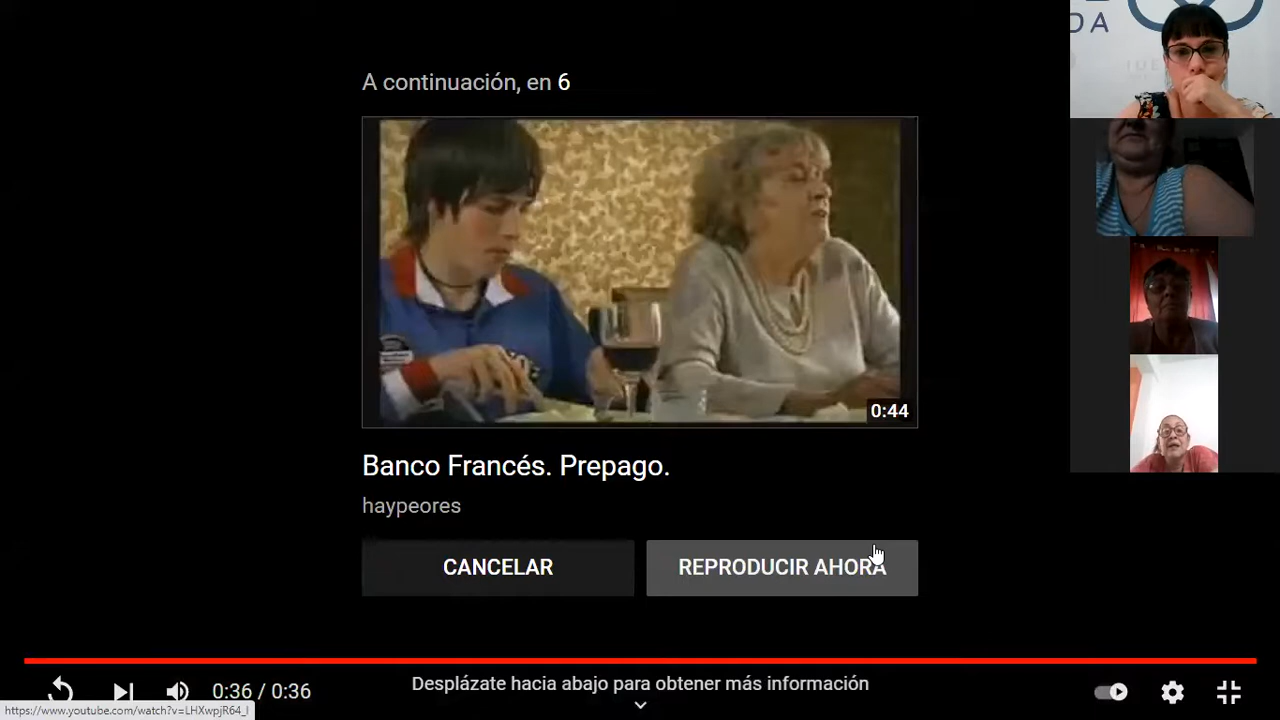 A continuación, en 6
0:44
Banco Francés. Prepago.
haypeores
CANCELAR
REPRODUCIR AHORA
0:36 / 0:36
Desplázate hacia abajo para obtener más información
https://www.youtube.com/watch?v=LHXwpjR64_I
DA